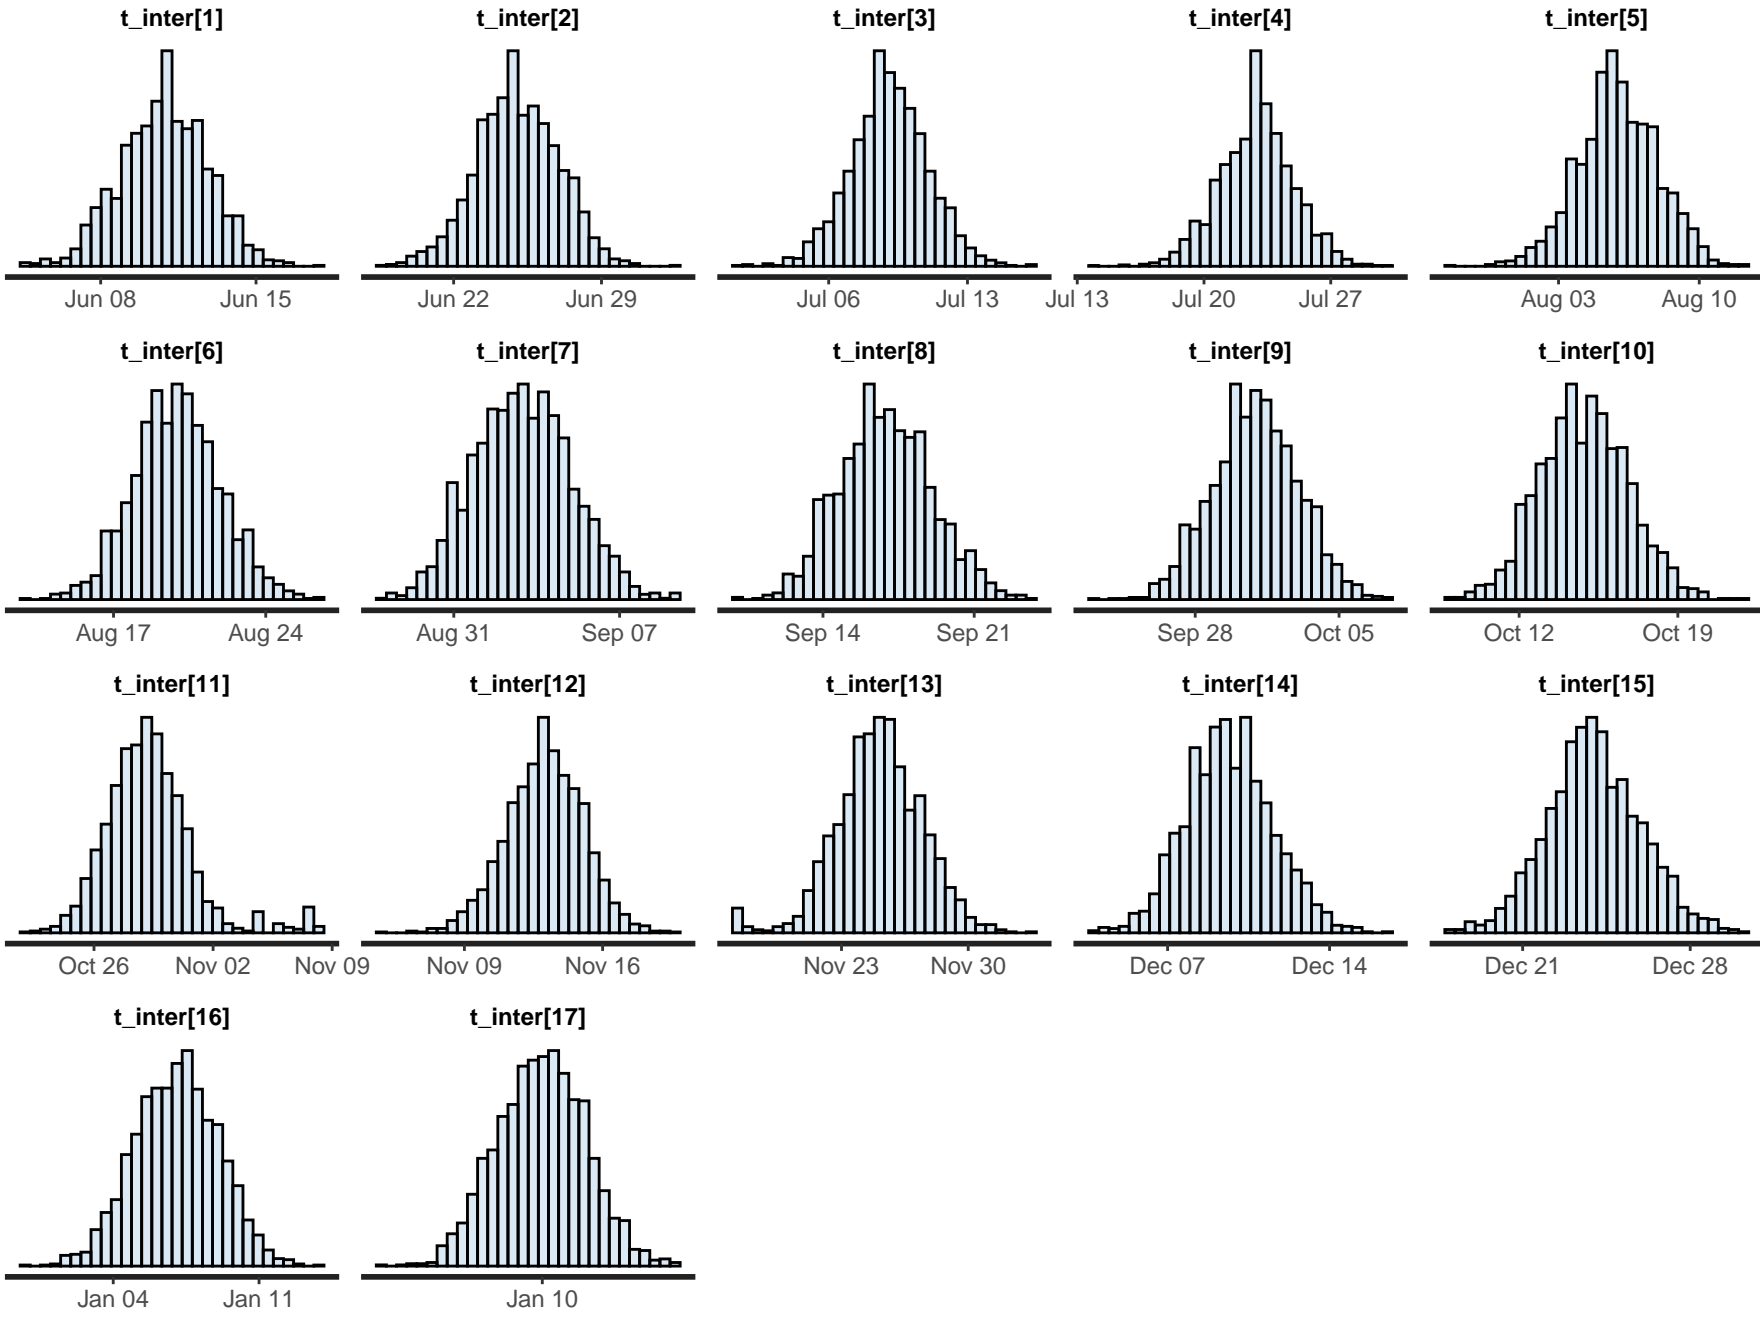 t_inter[1] t_inter[2] t_inter[3] t_inter[4] t_inter[5]
Jun 08 Jun 15 Jun 22 Jun 29 Jul 06 Jul 13 Jul 13 Jul 20 Jul 27 Aug 03 Aug 10
t_inter[6] t_inter[7] t_inter[8] t_inter[9] t_inter[10]
Aug 17 Aug 24 Aug 31 Sep 07 Sep 14 Sep 21 Sep 28 Oct 05 Oct 12 Oct 19
t_inter[11] t_inter[12] t_inter[13] t_inter[14] t_inter[15]
Oct 26 Nov 02 Nov 09 Nov 09 Nov 16 Nov 23 Nov 30 Dec 07 Dec 14 Dec 21 Dec 28
t_inter[16] t_inter[17]
Jan 04 Jan 11 Jan 10